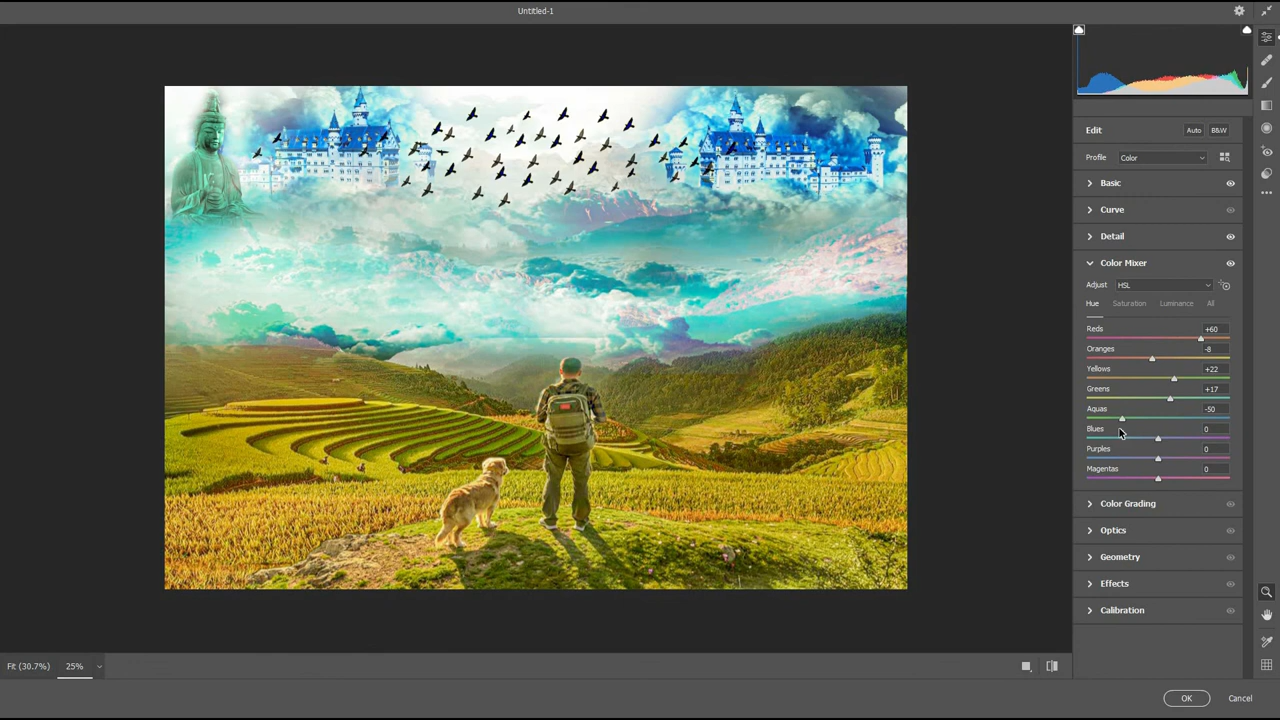 Untitled-1
Edit
Auto
B&W
Profile
Color
Basic
Curve
Detail
Color Mixer
Adjust
HSL
Hue
Saturation
Luminance
All
Reds
+60
Oranges
-8
Yellows
+22
Greens
+17
Aquas
-50
Blues
0
Purples
0
Magentas
0
Color Grading
Optics
Geometry
Effects
Calibration
Fit (30.7%)
25%
OK
Cancel